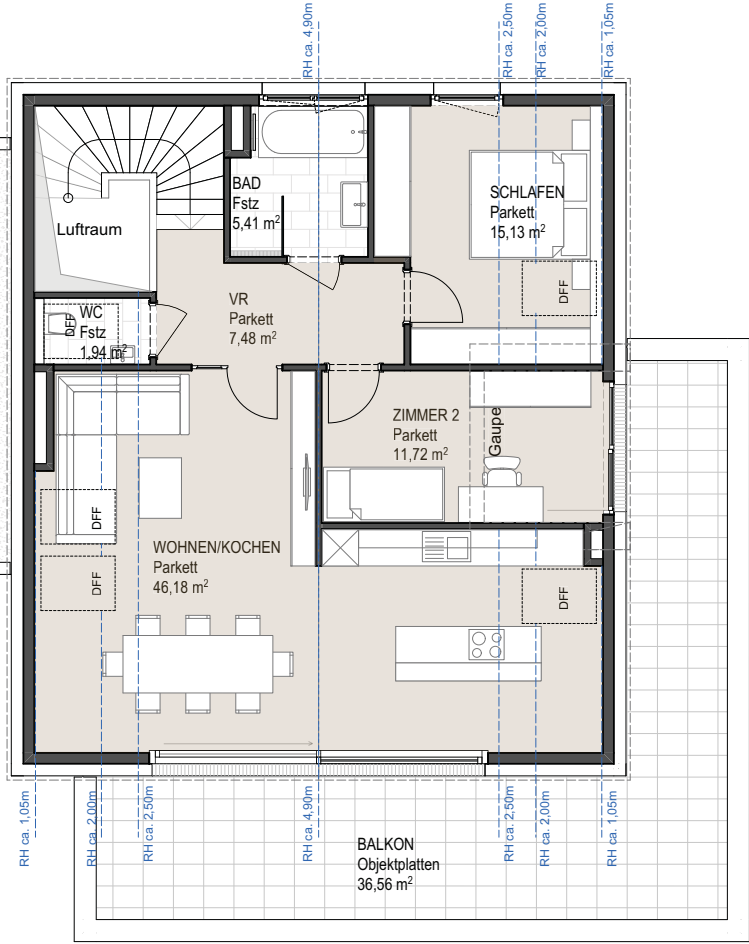 RH ca. 4,90m
RH ca. 2,50m
RH ca. 2,00m
RH ca. 1,05m
BAD
Fstz
5,41 m²
SCHLAFEN
Parkett
15,13 m²
Luftraum
DFF
VR
Parkett
7,48 m²
WC
Fstz
1,94 m²
DFF
ZIMMER 2
Parkett
11,72 m²
Gaupe
DFF
WOHNEN/KOCHEN
Parkett
46,18 m²
DFF
DFF
RH ca. 1,05m
RH ca. 2,00m
RH ca. 2,50m
RH ca. 4,90m
RH ca. 2,50m
RH ca. 2,00m
RH ca. 1,05m
BALKON
Objektplatten
36,56 m²